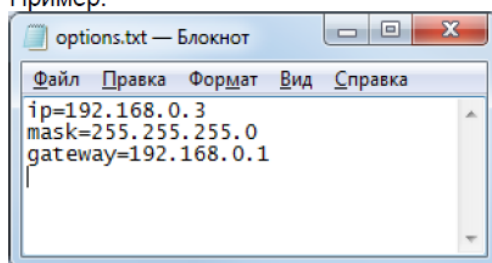 Пример:
options.txt — Блокнот
Файл Правка Формат Вид Справка
ip=192.168.0.3
mask=255.255.255.0
gateway=192.168.0.1